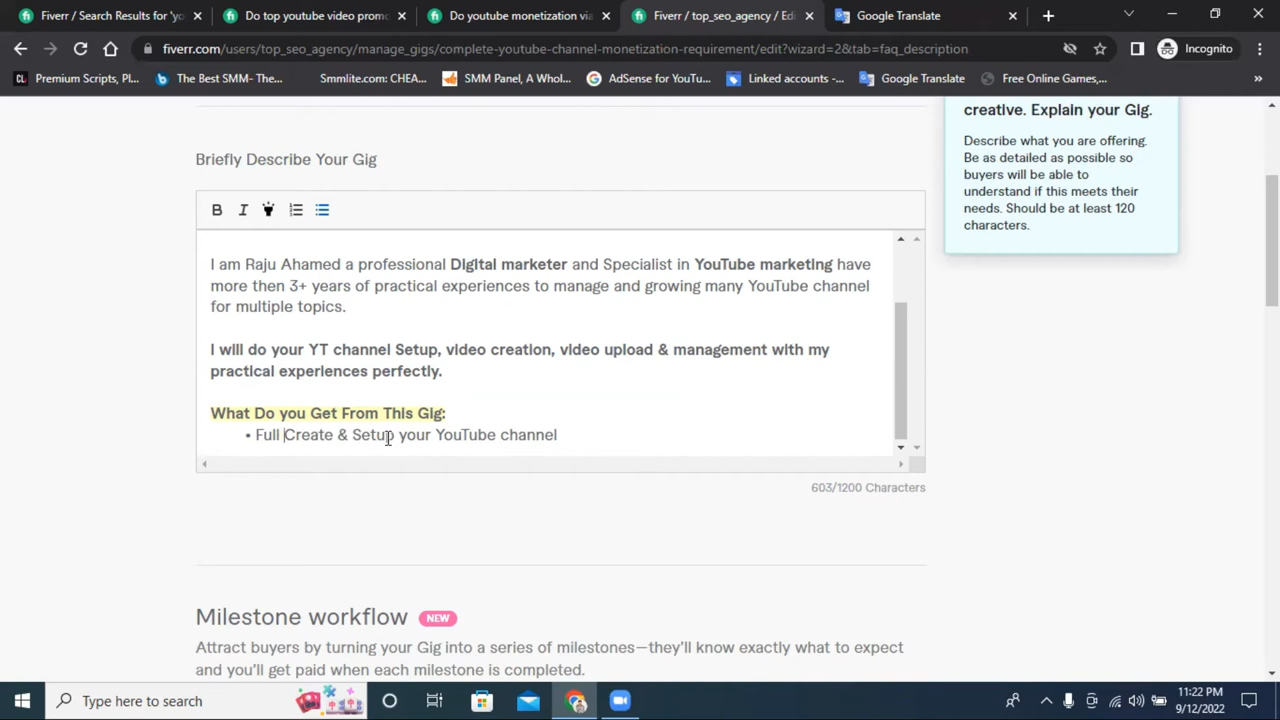 Fiverr / Search Results for 'yo
Do top youtube video promo
Do youtube monetization via
Fiverr / top_seo_agency / Edi
Google Translate
fiverr.com/users/top_seo_agency/manage_gigs/complete-youtube-channel-monetization-requirement/edit?wizard=2&tab=faq_description
Incognito
Premium Scripts, Pl...
The Best SMM- The...
Smmlite.com: CHEA...
SMM Panel, A Whol...
AdSense for YouTu...
Linked accounts -...
Google Translate
Free Online Games,...
»
creative. Explain your Gig.
Describe what you are offering.
Be as detailed as possible so
buyers will be able to
understand if this meets their
needs. Should be at least 120
characters.
Briefly Describe Your Gig
B I
I am Raju Ahamed a professional Digital marketer and Specialist in YouTube marketing have
more then 3+ years of practical experiences to manage and growing many YouTube channel
for multiple topics.
I will do your YT channel Setup, video creation, video upload & management with my
practical experiences perfectly.
What Do you Get From This Gig:
• Full Create & Setup your YouTube channel
603/1200 Characters
Milestone workflow NEW
Attract buyers by turning your Gig into a series of milestones—they'll know exactly what to expect
and you'll get paid when each milestone is completed.
Type here to search
11:22 PM
9/12/2022